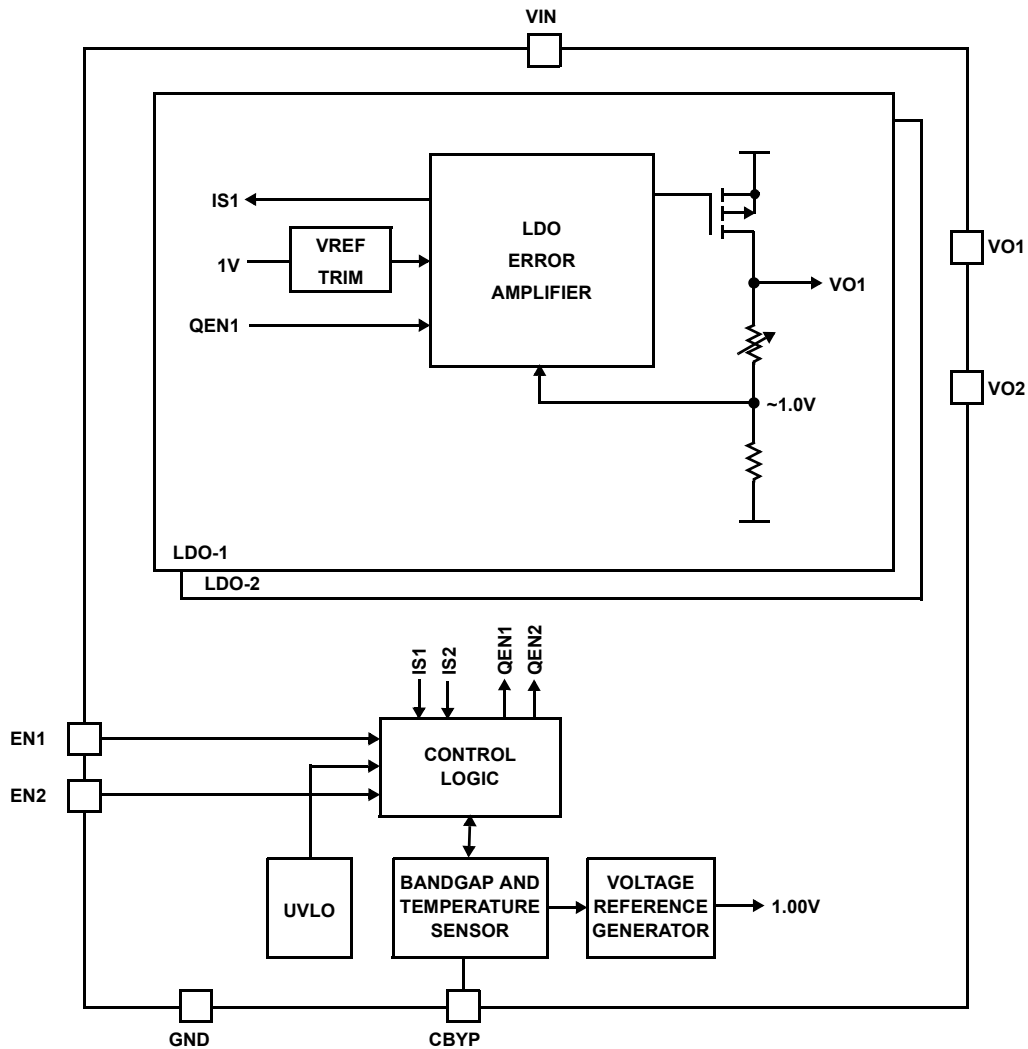 VIN
LDO
ERROR
AMPLIFIER
IS1
VREF
TRIM
1V
QEN1
VO1
~1.0V
LDO-1
LDO-2
VO1
VO2
IS1
IS2
QEN1
QEN2
EN1
EN2
CONTROL
LOGIC
UVLO
BANDGAP AND
TEMPERATURE
SENSOR
VOLTAGE
REFERENCE
GENERATOR
1.00V
GND
CBYP